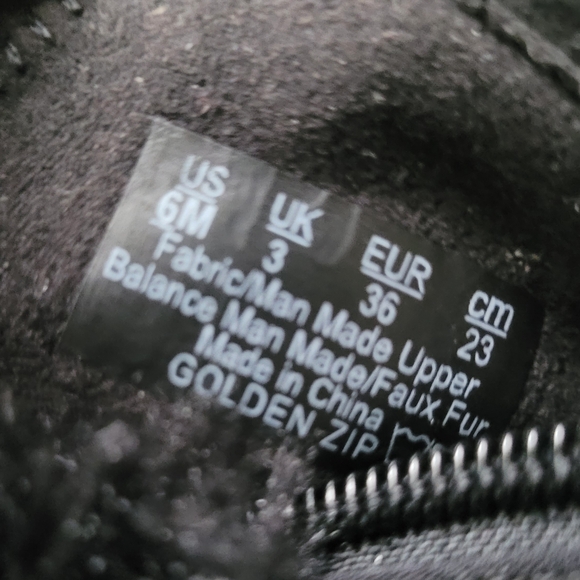 US UK EUR cm
6M 3 36 23
Fabric/Man Made Upper
Balance Man Made/Faux Fur
Made in China
GOLDEN ZIP